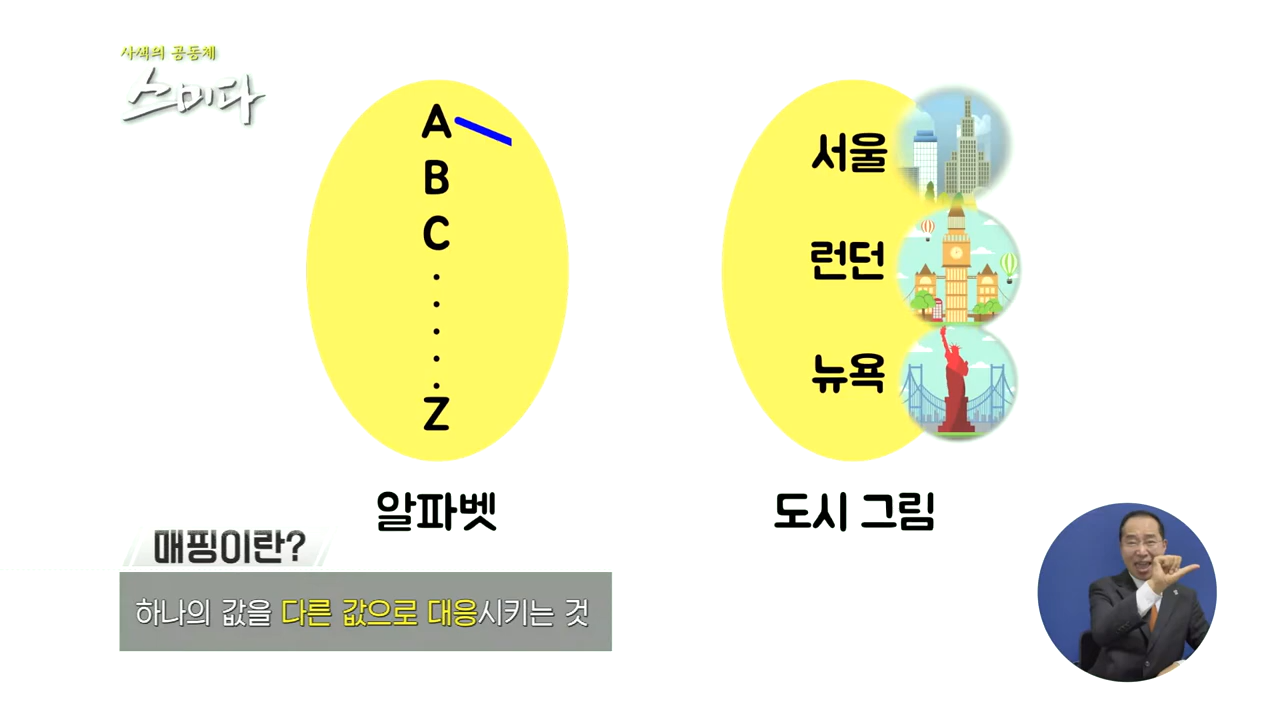 사색의 공동체
스미다
A
B
C
Z
알파벳
서울
런던
뉴욕
도시 그림
매핑이란?
하나의 값을 다른 값으로 대응시키는 것